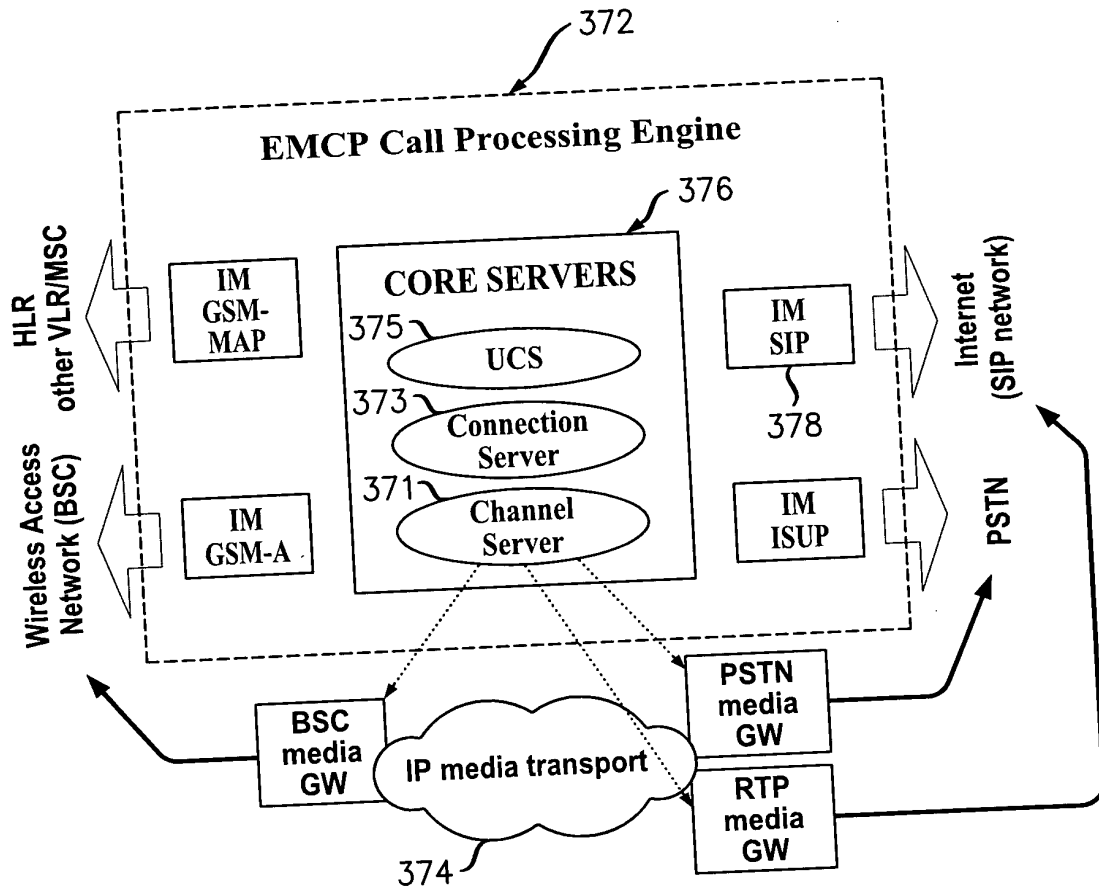 372
EMCP Call Processing Engine
376
HLR
other VLR/MSC
IM
GSM-
MAP
CORE SERVERS
375
UCS
373
Connection
Server
371
Channel
Server
IM
SIP
378
Internet
(SIP network)
Wireless Access
Network (BSC)
IM
GSM-A
IM
ISUP
PSTN
BSC
media
GW
IP media transport
374
PSTN
media
GW
RTP
media
GW